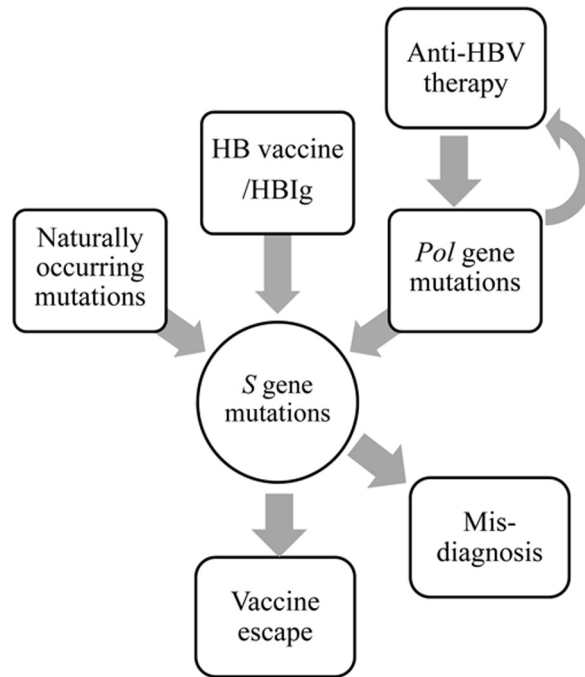 Anti-HBV
therapy
HB vaccine
/HBIg
Naturally
occurring
mutations
Pol gene
mutations
S gene
mutations
Mis-
diagnosis
Vaccine
escape